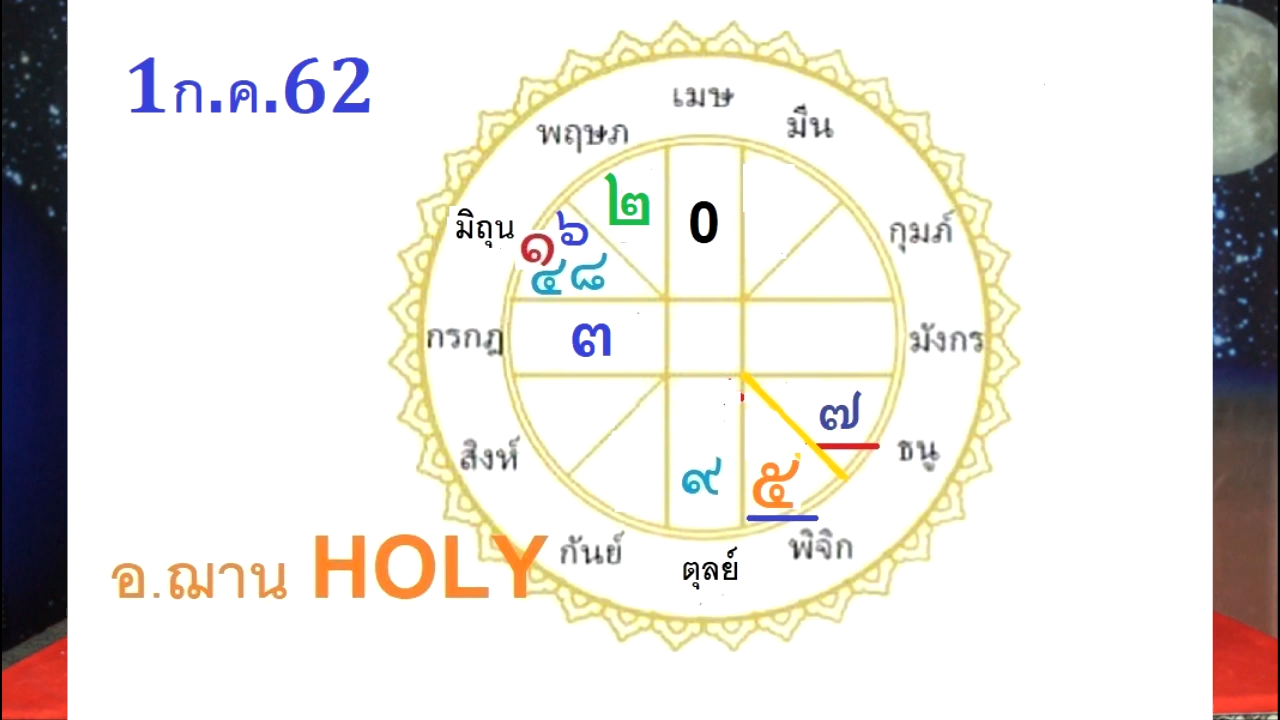 1ก.ค.62
เมษ
มีน
พฤษภ
กุมภ์
มิถุน
๒
0
๖
๑
๔๘
กรกฎ
๓
มังกร
๗
ธนู
สิงห์
๙
๕
กันย์
ตุลย์
พิจิก
อ.ฌาน HOLY